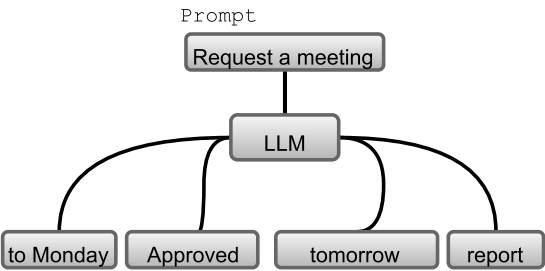 Prompt
Request a meeting
LLM
to Monday
Approved
tomorrow
report